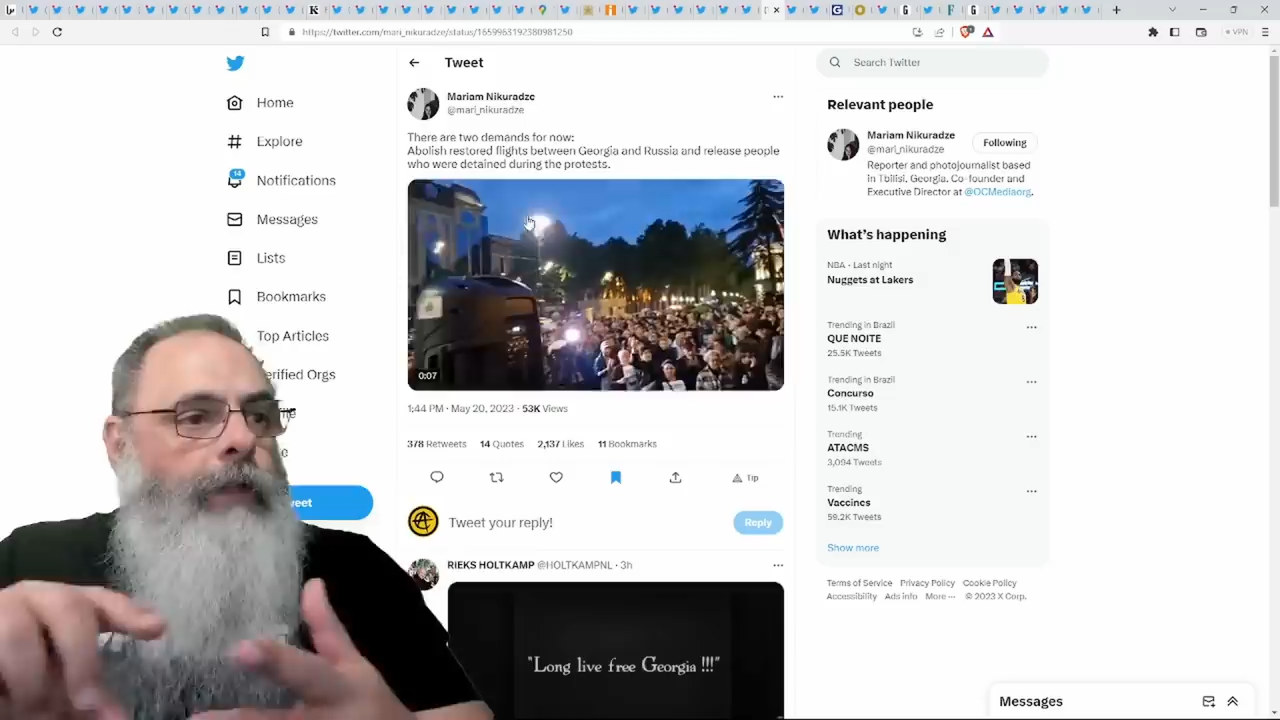 https://twitter.com/mari_nikuradze/status/1659963192380981250
VPN
Home
Explore
14
Notifications
Messages
Lists
Bookmarks
Top Articles
erified Orgs
eet
Tweet
Mariam Nikuradze
@mari_nikuradze
There are two demands for now:
Abolish restored flights between Georgia and Russia and release people
who were detained during the protests.
0:07
1:44 PM · May 20, 2023 · 53K Views
378 Retweets 14 Quotes 2,137 Likes 11 Bookmarks
Tip
Tweet your reply!
Reply
RIEKS HOLTKAMP @HOLTKAMPNL · 3h
"Long live free Georgia !!!"
Search Twitter
Relevant people
Mariam Nikuradze
@mari_nikuradze
Following
Reporter and photojournalist based
in Tbilisi, Georgia. Co-founder and
Executive Director at @OCMediaorg.
What's happening
NBA · Last night
Nuggets at Lakers
Trending in Brazil
QUE NOITE
25.5K Tweets
Trending in Brazil
Concurso
15.1K Tweets
Trending
ATACMS
3,094 Tweets
Trending
Vaccines
59.2K Tweets
Show more
Terms of Service Privacy Policy Cookie Policy
Accessibility Ads info More ··· © 2023 X Corp.
Messages